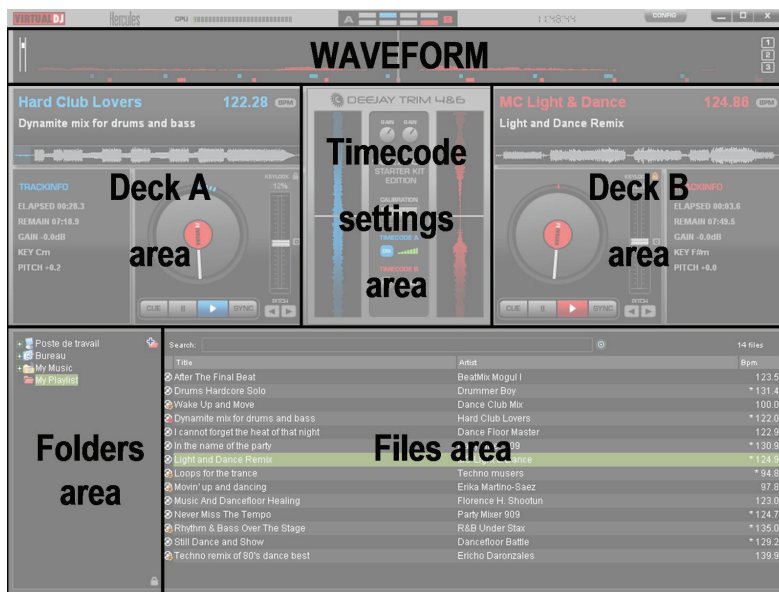 VIRTUALDJ Hercules CPU A B CONFIG
WAVEFORM
1
2
3
Hard Club Lovers 122.28 BPM
Dynamite mix for drums and bass
DEEJAY TRIM 4&6
MC Light & Dance 124.86 BPM
Light and Dance Remix
GAIN GAIN
STARTER KIT
EDITION
CALIBRATION
TIMECODE A
ON
TIMECODE B
Timecode
settings
area
Deck A
area
Deck B
area
TRACKINFO
ELAPSED 00:28.3
REMAIN 07:18.9
GAIN -0.0dB
KEY Cm
PITCH +0.2
KEYLOCK
12%
CUE II SYNC
PITCH
TRACKINFO
ELAPSED 00:03.6
REMAIN 07:49.5
GAIN -0.0dB
KEY F#m
PITCH +0.0
KEYLOCK
CUE II SYNC
PITCH
Poste de travail
Bureau
My Music
My Playlist
Folders
area
Search: 14 files
Title Artist Bpm
After The Final Beat BeatMix Mogul I 123.5
Drums Hardcore Solo Drummer Boy * 131.4
Wake Up and Move Dance Club Mix 100.0
Dynamite mix for drums and bass Hard Club Lovers * 122.0
I cannot forget the heat of that night Dance Floor Master 122.9
In the name of the party 09 * 130.9
Files area
Light and Dance Remix Dance * 124.9
Loops for the trance Techno musers * 94.8
Movin' up and dancing Erika Martino-Saez 97.8
Music And Dancefloor Healing Florence H. Shootun 123.0
Never Miss The Tempo Party Mixer 909 * 124.7
Rhythm & Bass Over The Stage R&B Under Stax * 135.0
Still Dance and Show Dancefloor Battle * 129.2
Techno remix of 80's dance best Ericho Daronzales 139.9